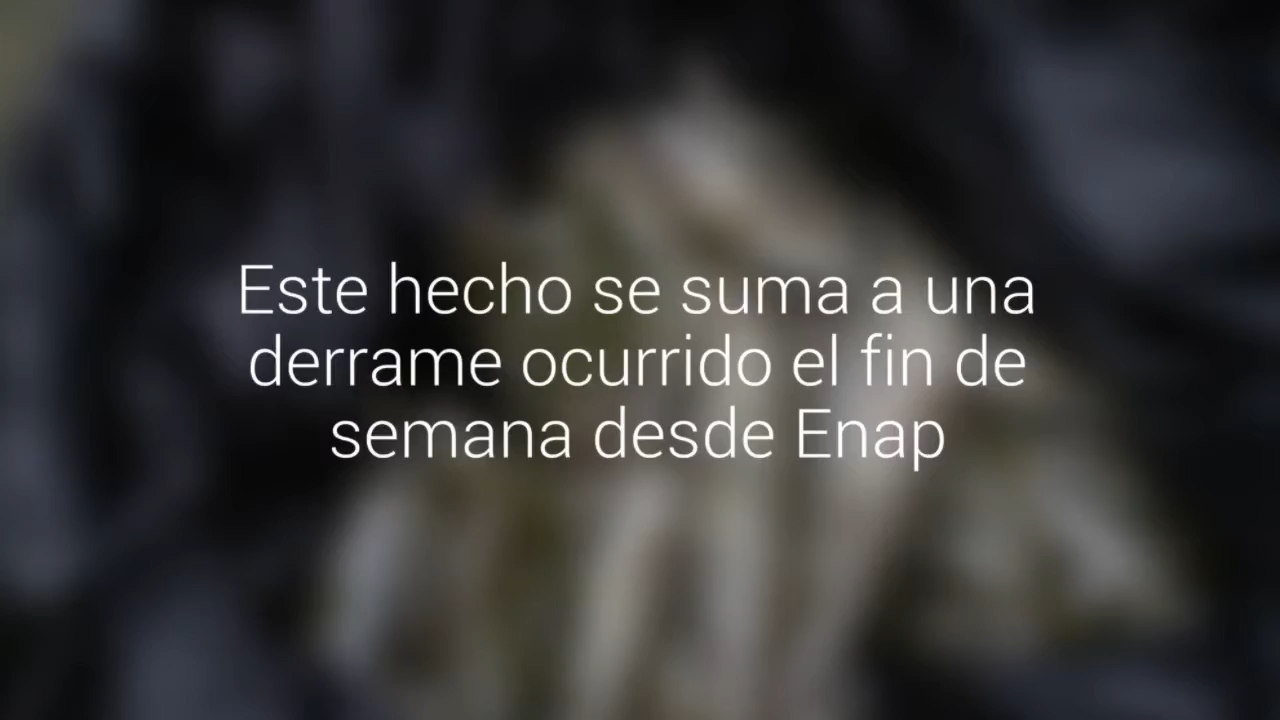 Este hecho se suma a una
derrame ocurrido el fin de
semana desde Enap